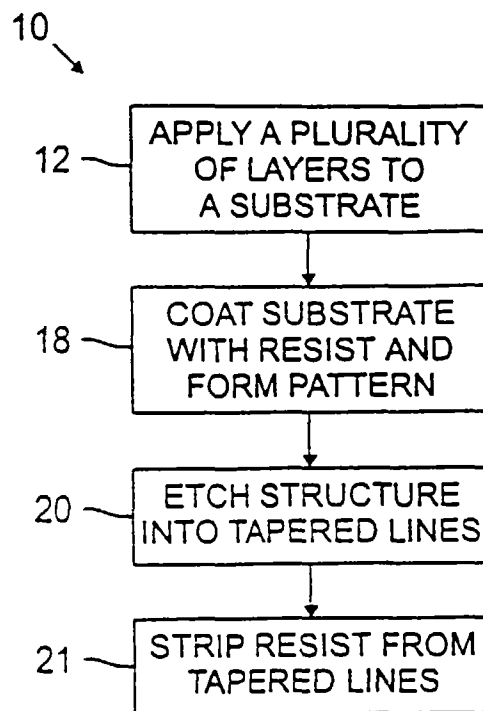 10
12
APPLY A PLURALITY
OF LAYERS TO
A SUBSTRATE
18
COAT SUBSTRATE
WITH RESIST AND
FORM PATTERN
20
ETCH STRUCTURE
INTO TAPERED LINES
21
STRIP RESIST FROM
TAPERED LINES